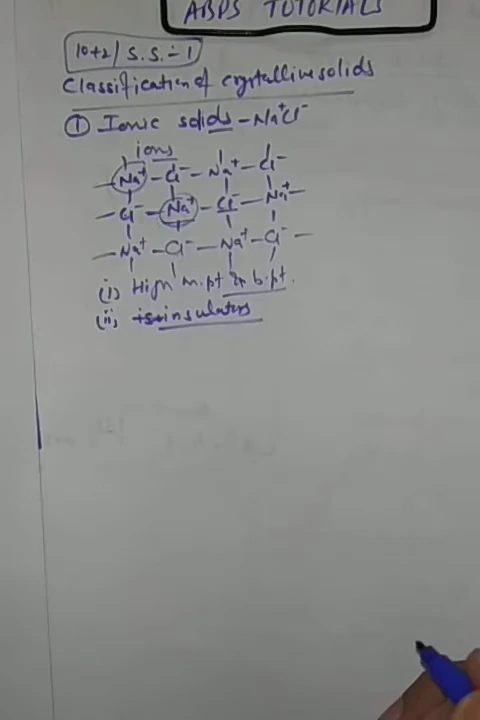 ABPS TUTORIALS
10+2/ S.S.-1
Classification of crystalline solids
① Ionic solids - Na⁺Cl⁻
ions
Na⁺ - Cl⁻ - Na⁺ - Cl⁻
Cl⁻ - Na⁺ - Cl⁻ - Na⁺
Na⁺ - Cl⁻ - Na⁺ - Cl⁻
(i) High m.pt & b.pt.
(ii) insulators